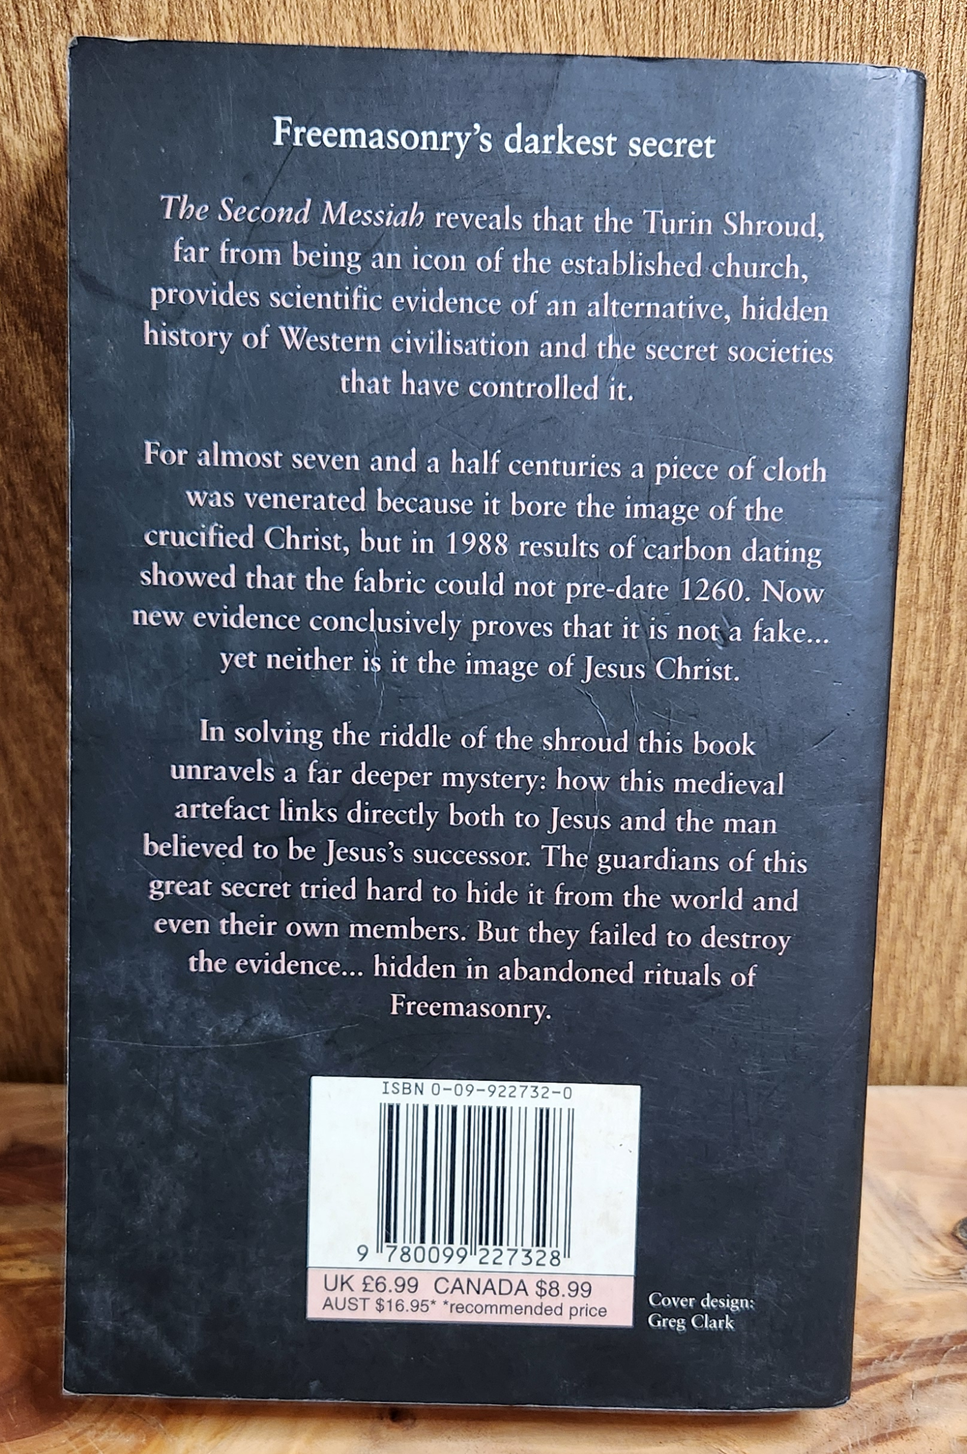 Freemasonry's darkest secret
The Second Messiah reveals that the Turin Shroud,
far from being an icon of the established church,
provides scientific evidence of an alternative, hidden
history of Western civilisation and the secret societies
that have controlled it.
For almost seven and a half centuries a piece of cloth
was venerated because it bore the image of the
crucified Christ, but in 1988 results of carbon dating
showed that the fabric could not pre-date 1260. Now
new evidence conclusively proves that it is not a fake...
yet neither is it the image of Jesus Christ.
In solving the riddle of the shroud this book
unravels a far deeper mystery: how this medieval
artefact links directly both to Jesus and the man
believed to be Jesus's successor. The guardians of this
great secret tried hard to hide it from the world and
even their own members. But they failed to destroy
the evidence... hidden in abandoned rituals of
Freemasonry.
ISBN 0-09-922732-0
9 780099 227328
UK £6.99 CANADA $8.99
AUST $16.95* *recommended price
Cover design:
Greg Clark